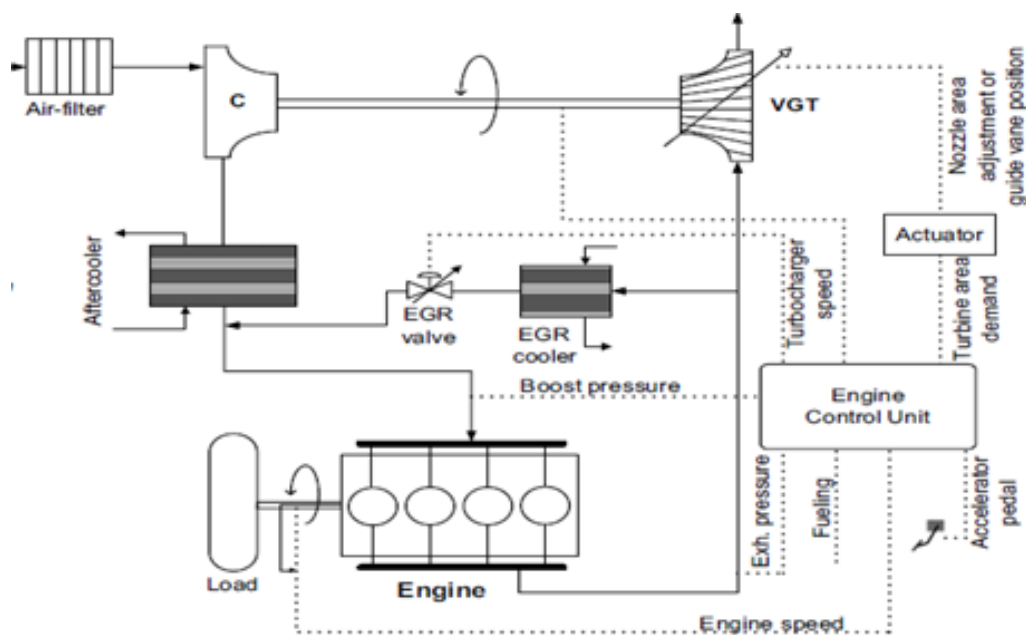 Air-filter
C
VGT
Nozzle area
adjustment or
guide vane position
Actuator
Aftercooler
EGR
valve
EGR
cooler
Turbocharger
speed
Turbine area
demand
Boost pressure
Engine
Control Unit
Load
Engine
Exh. pressure
Fueling
Accelerator
pedal
Engine speed